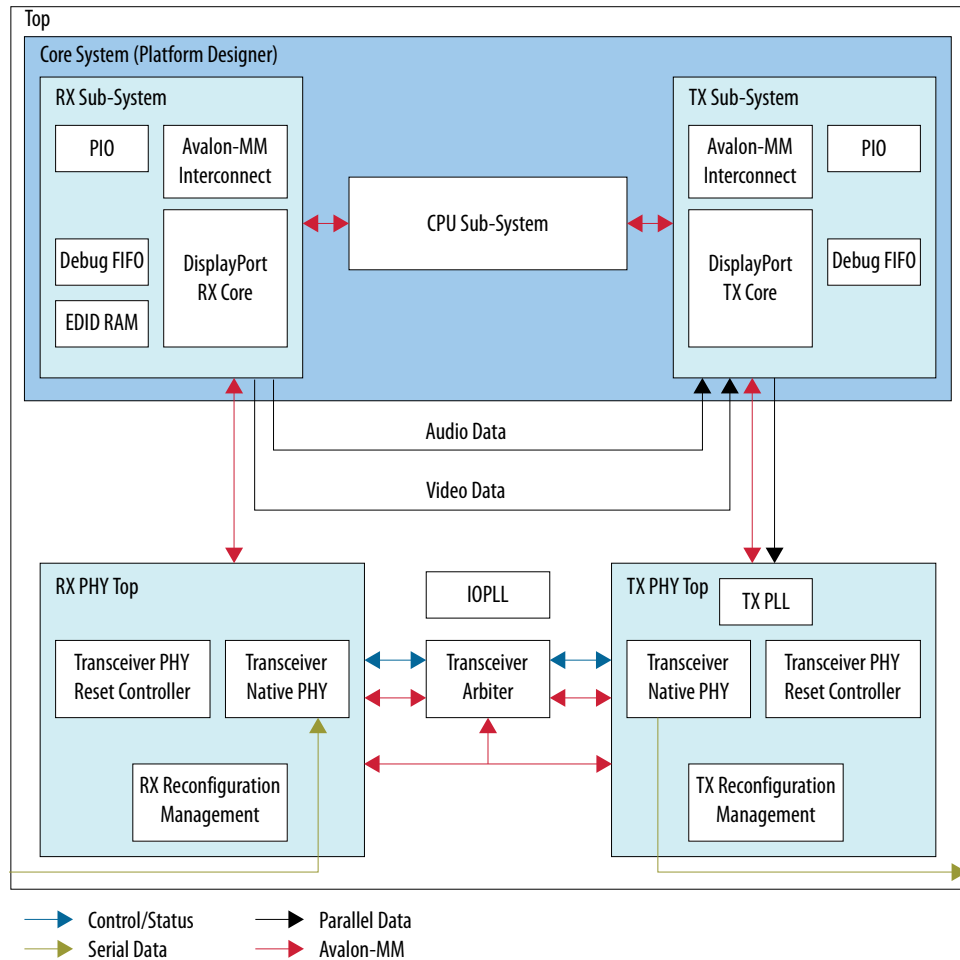 Top
Core System (Platform Designer)
RX Sub-System
PIO
Avalon-MM
Interconnect
Debug FIFO
DisplayPort
RX Core
EDID RAM
CPU Sub-System
TX Sub-System
Avalon-MM
Interconnect
PIO
DisplayPort
TX Core
Debug FIFO
Audio Data
Video Data
RX PHY Top
Transceiver PHY
Reset Controller
Transceiver
Native PHY
RX Reconfiguration
Management
IOPLL
Transceiver
Arbiter
TX PHY Top
TX PLL
Transceiver
Native PHY
Transceiver PHY
Reset Controller
TX Reconfiguration
Management
Control/Status
Parallel Data
Serial Data
Avalon-MM